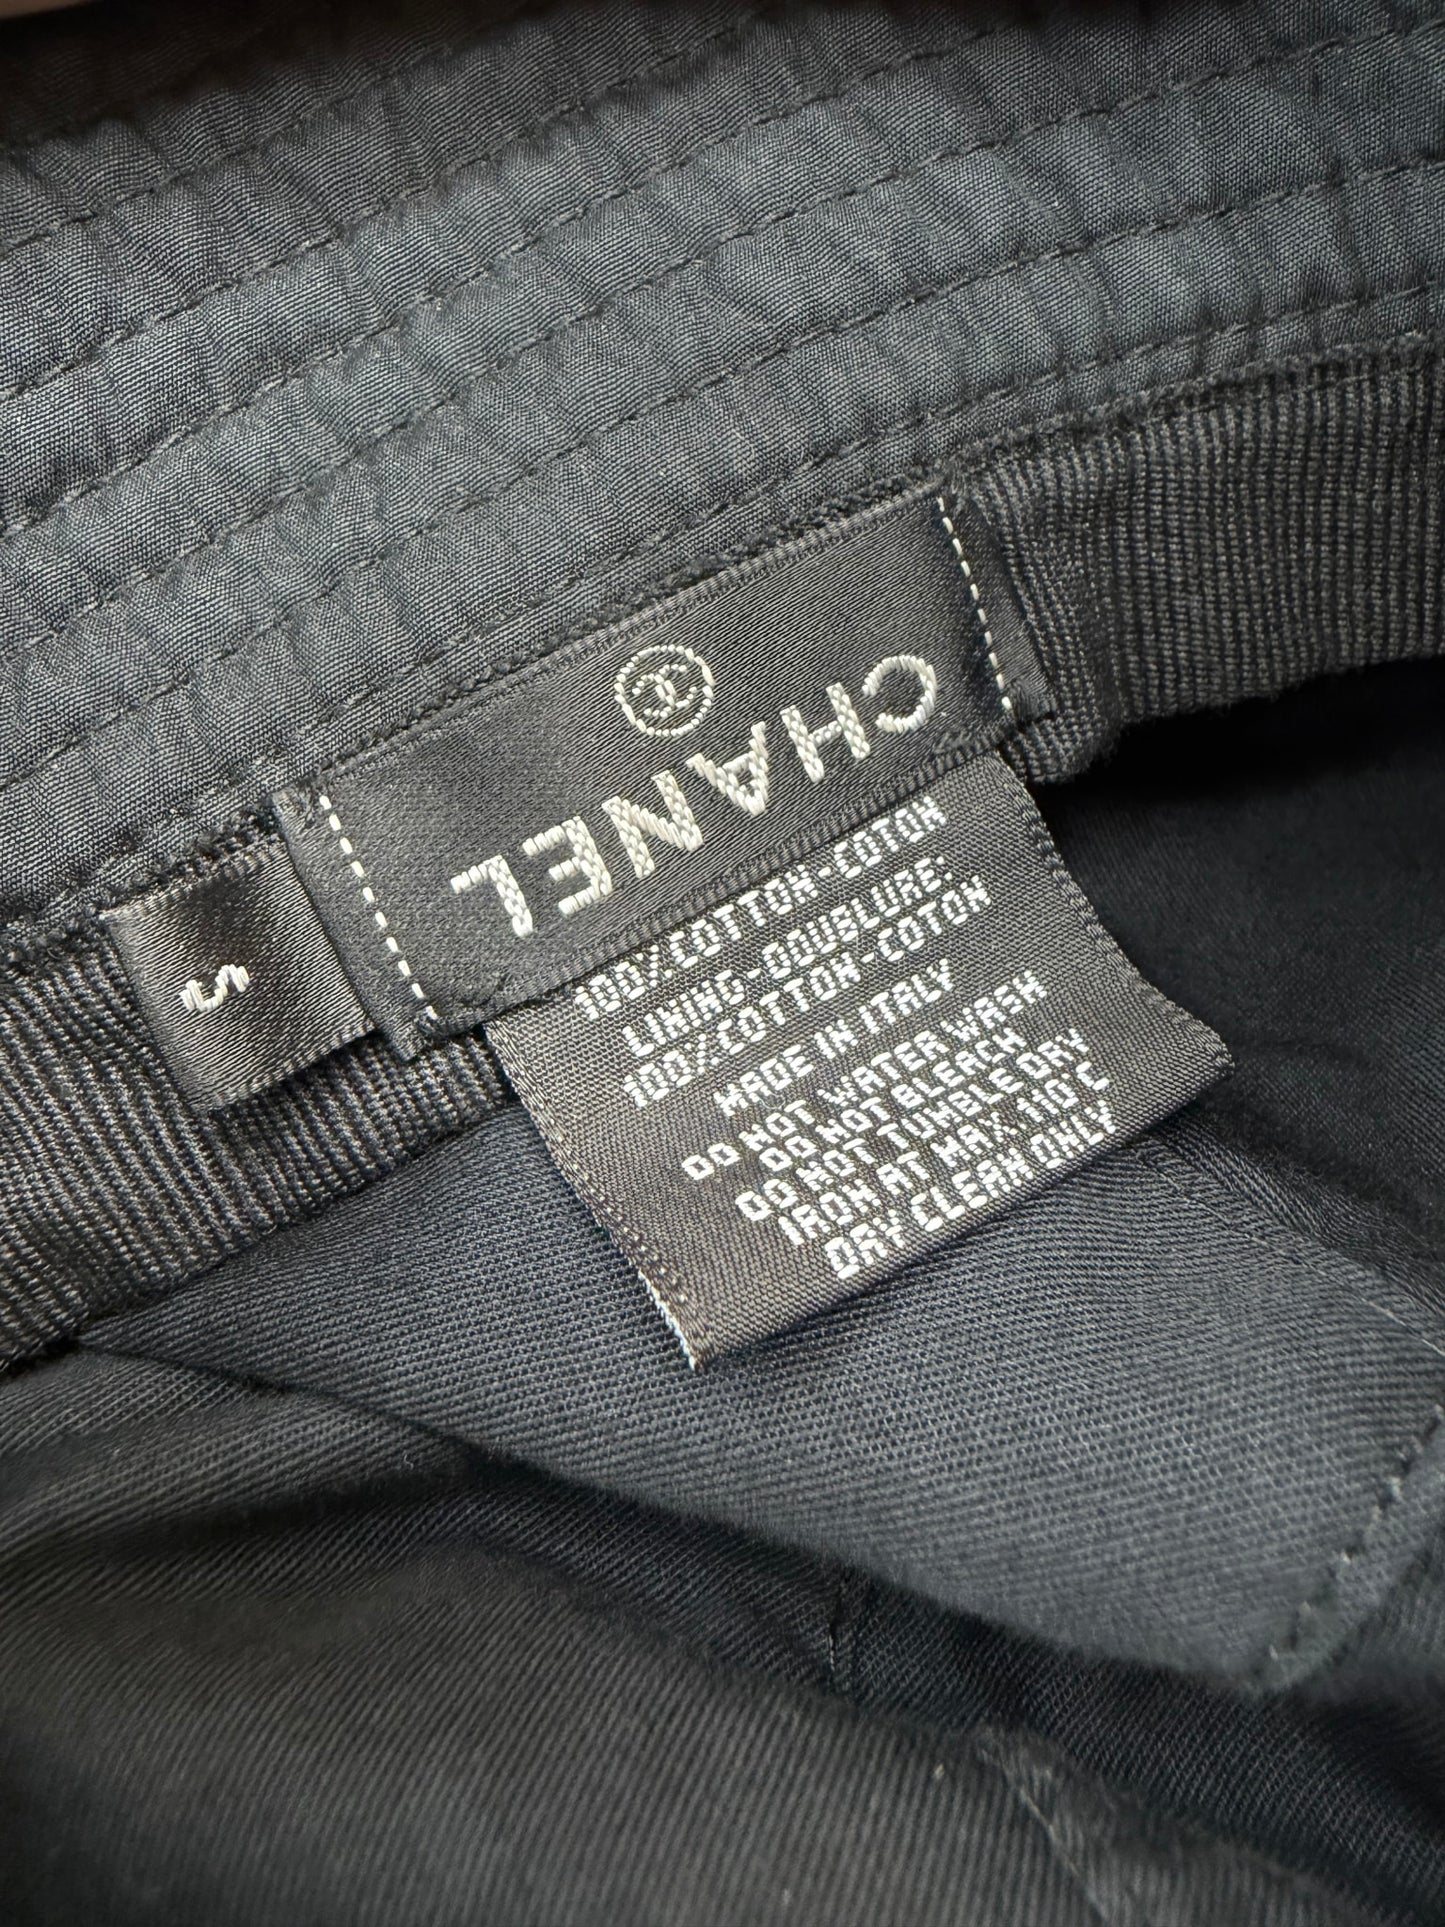 CHANEL
S
100%COTTON-COTON
LINING-DOUBLURE:
100%COTTON-COTON
MADE IN ITALY
DO NOT WATER WASH
DO NOT BLEACH
DO NOT TUMBLE DRY
IRON AT MAX 110 C
DRY CLEAN ONLY